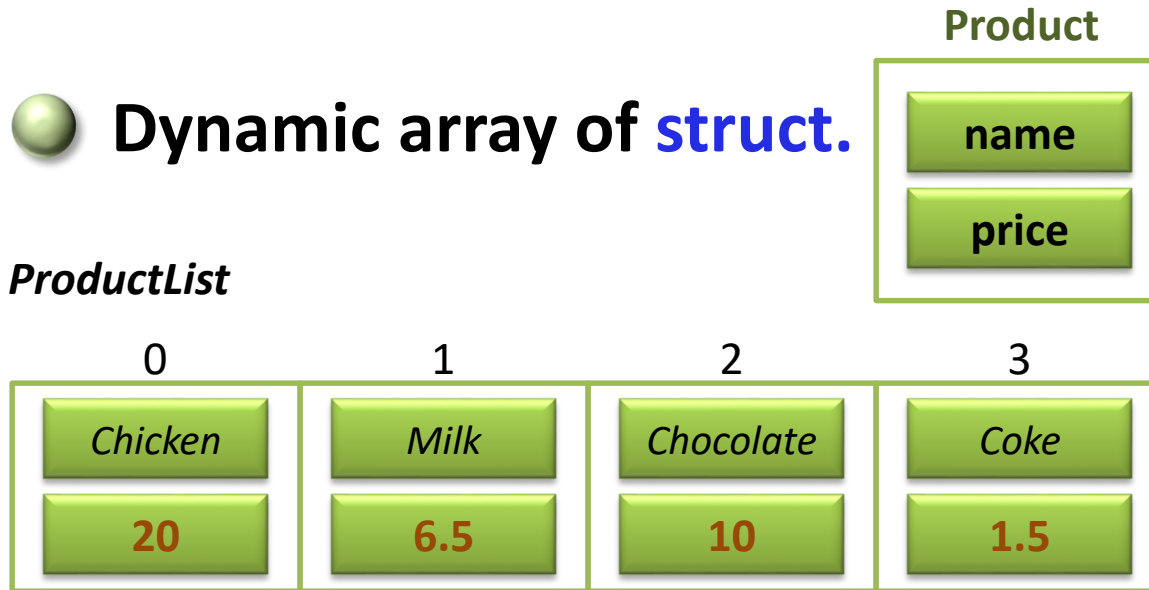 Product
Dynamic array of struct.
name
price
ProductList
0 1 2 3
Chicken Milk Chocolate Coke
20 6.5 10 1.5